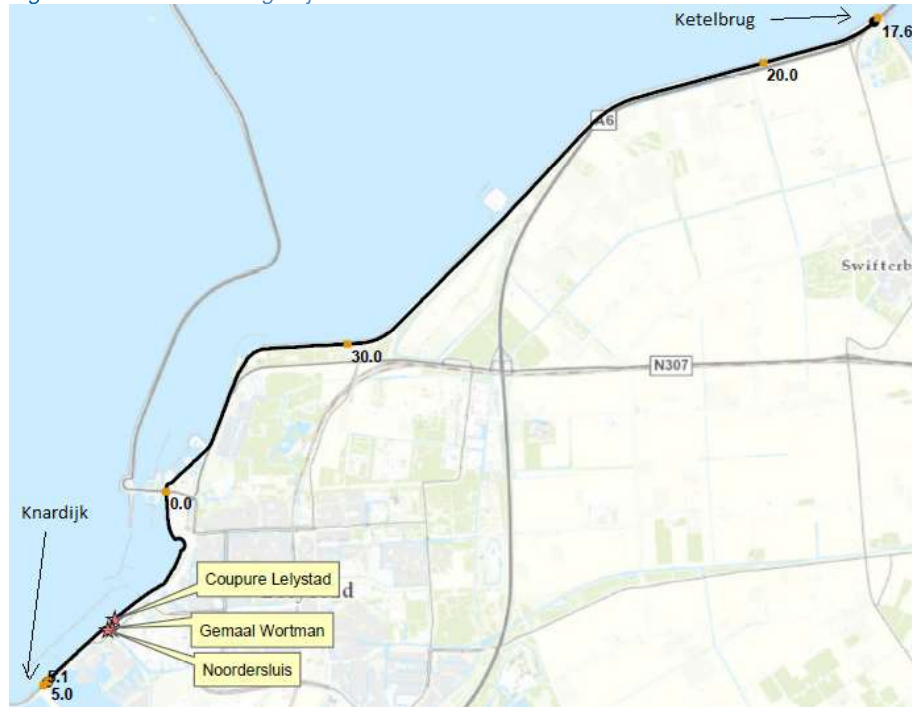 Ketelbrug
17.6
20.0
A6
Swifterb
30.0
N307
0.0
Knardijk
Coupure Lelystad
Gemaal Wortman
Noordersluis
5.1
5.0